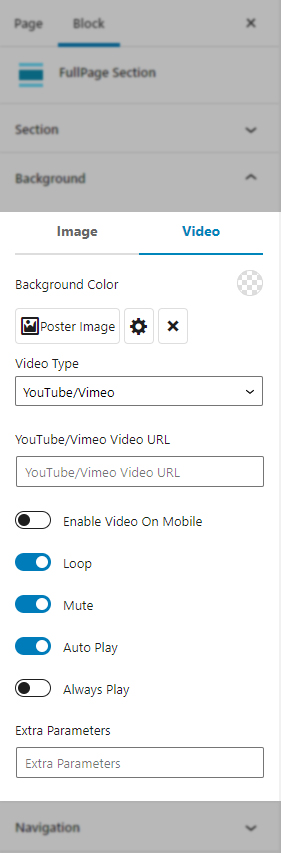 Page Block
FullPage Section
Section
Background
Image Video
Background Color
Poster Image
Video Type
YouTube/Vimeo
YouTube/Vimeo Video URL
YouTube/Vimeo Video URL
Enable Video On Mobile
Loop
Mute
Auto Play
Always Play
Extra Parameters
Extra Parameters
Navigation